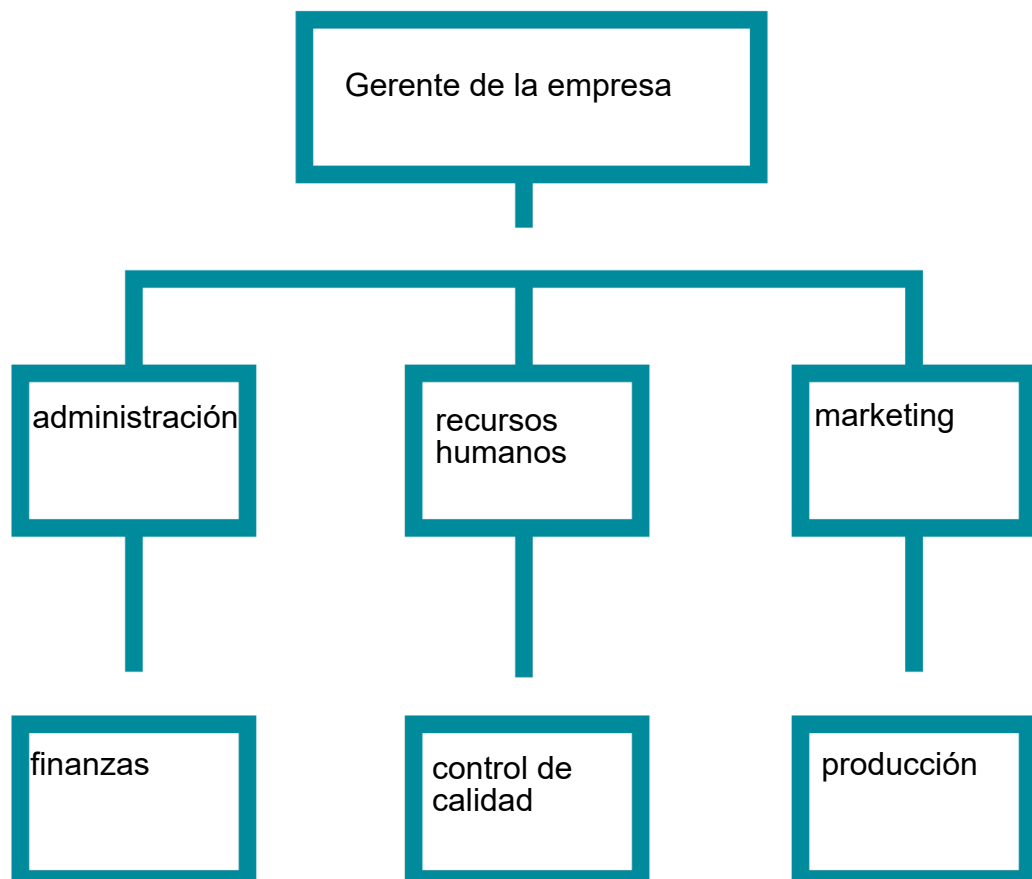 Gerente de la empresa
administración
recursos
humanos
marketing
finanzas
control de
calidad
producción